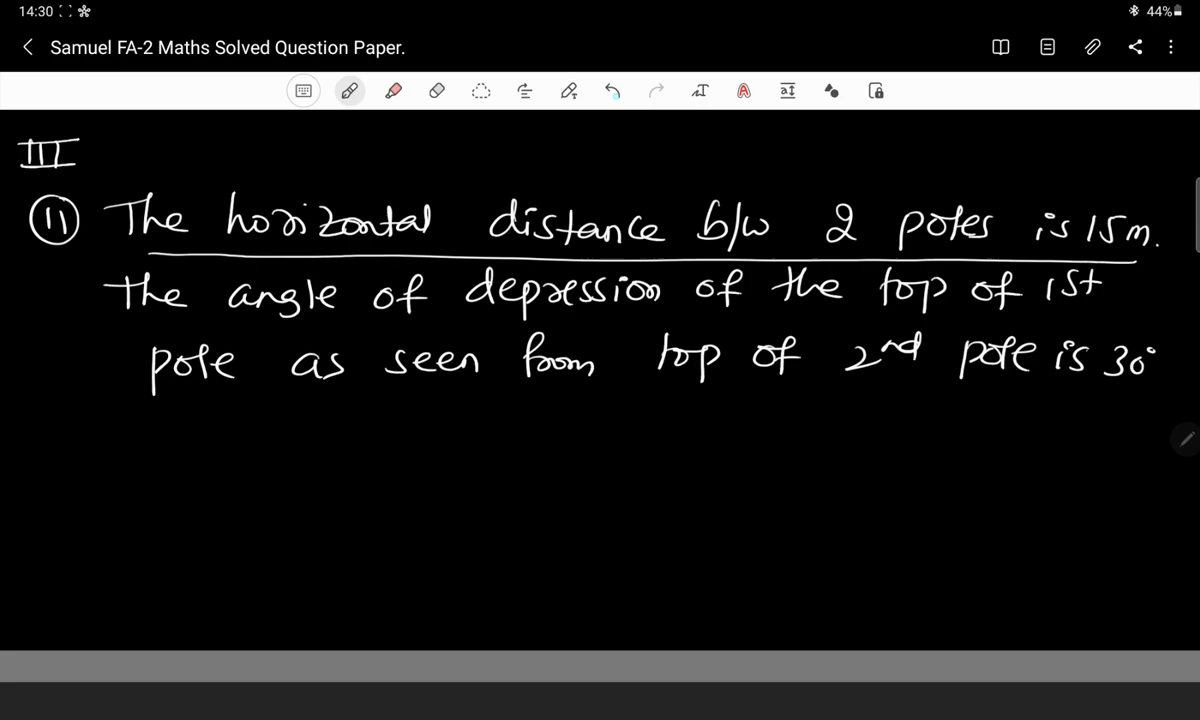 14:30 44%
Samuel FA-2 Maths Solved Question Paper.
III
11 The horizontal distance b/w 2 poles is 15m.
the angle of depression of the top of 1st
pole as seen from top of 2nd pole is 30°